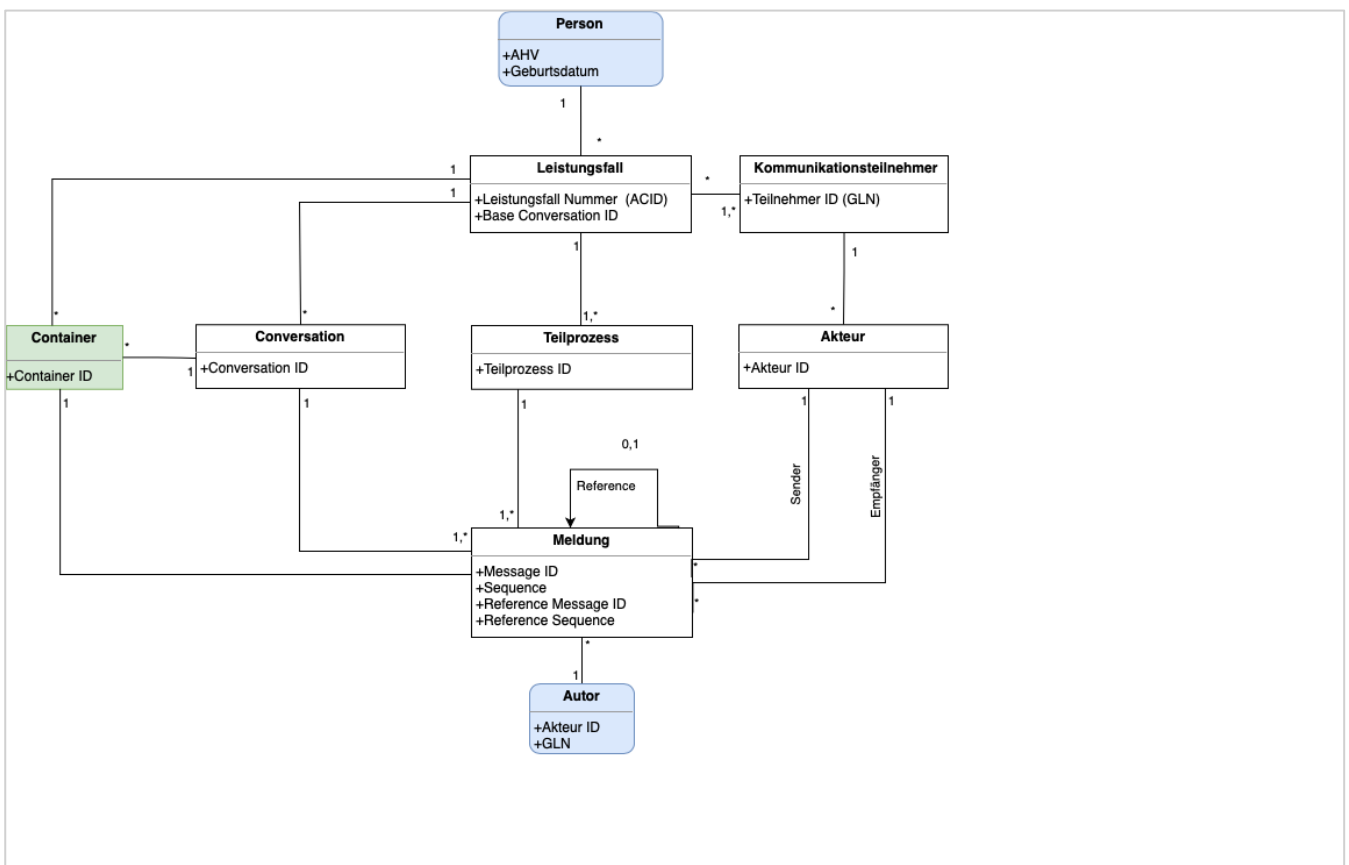 Person
+AHV
+Geburtsdatum
1
*
1
1
Leistungsfall
+Leistungsfall Nummer (ACID)
+Base Conversation ID
*
1,*
Kommunikationsteilnehmer
+Teilnehmer ID (GLN)
1
1
*
*
1,*
*
Container
+Container ID
*
1
Conversation
+Conversation ID
Teilprozess
+Teilprozess ID
Akteur
+Akteur ID
1
1
1
1
1
0,1
Reference
Sender
Empfänger
1,*
1,*
Meldung
+Message ID
+Sequence
+Reference Message ID
+Reference Sequence
*
*
*
1
Autor
+Akteur ID
+GLN